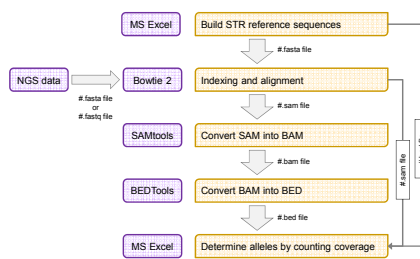 MS Excel
Build STR reference sequences
#.fasta file
NGS data
Bowtie 2
Indexing and alignment
#.fasta file
or
#.fastq file
#.sam file
SAMtools
Convert SAM into BAM
#.sam file
#.bam file
BEDTools
Convert BAM into BED
#.bed file
MS Excel
Determine alleles by counting coverage